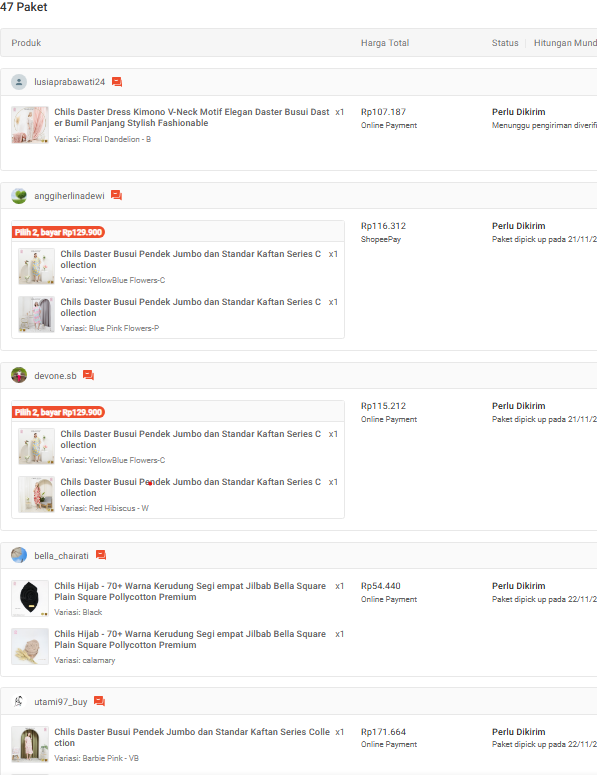 47 Paket
Produk Harga Total Status Hitungan Mund
lusiaprabawati24
Chils Daster Dress Kimono V-Neck Motif Elegan Daster Busui Dast x1 Rp107.187 Perlu Dikirim
er Bumil Panjang Stylish Fashionable Online Payment Menunggu pengiriman diverifi
Variasi: Floral Dandelion - B
anggiherlinadewi
Pilih 2, bayar Rp129.900 Rp116.312 Perlu Dikirim
ShopeePay Paket dipick up pada 21/11/2
Chils Daster Busui Pendek Jumbo dan Standar Kaftan Series C x1
ollection
Variasi: YellowBlue Flowers-C
Chils Daster Busui Pendek Jumbo dan Standar Kaftan Series C x1
ollection
Variasi: Blue Pink Flowers-P
devone.sb
Pilih 2, bayar Rp129.900 Rp115.212 Perlu Dikirim
Online Payment Paket dipick up pada 21/11/2
Chils Daster Busui Pendek Jumbo dan Standar Kaftan Series C x1
ollection
Variasi: YellowBlue Flowers-C
Chils Daster Busui Pendek Jumbo dan Standar Kaftan Series C x1
ollection
Variasi: Red Hibiscus - W
bella_chairati
Chils Hijab - 70+ Warna Kerudung Segi empat Jilbab Bella Square x1 Rp54.440 Perlu Dikirim
Plain Square Pollycotton Premium Online Payment Paket dipick up pada 22/11/2
Variasi: Black
Chils Hijab - 70+ Warna Kerudung Segi empat Jilbab Bella Square x1
Plain Square Pollycotton Premium
Variasi: calamary
utami97_buy
Chils Daster Busui Pendek Jumbo dan Standar Kaftan Series Colle x1 Rp171.664 Perlu Dikirim
ction Online Payment Paket dipick up pada 22/11/2
Variasi: Barbie Pink - VB